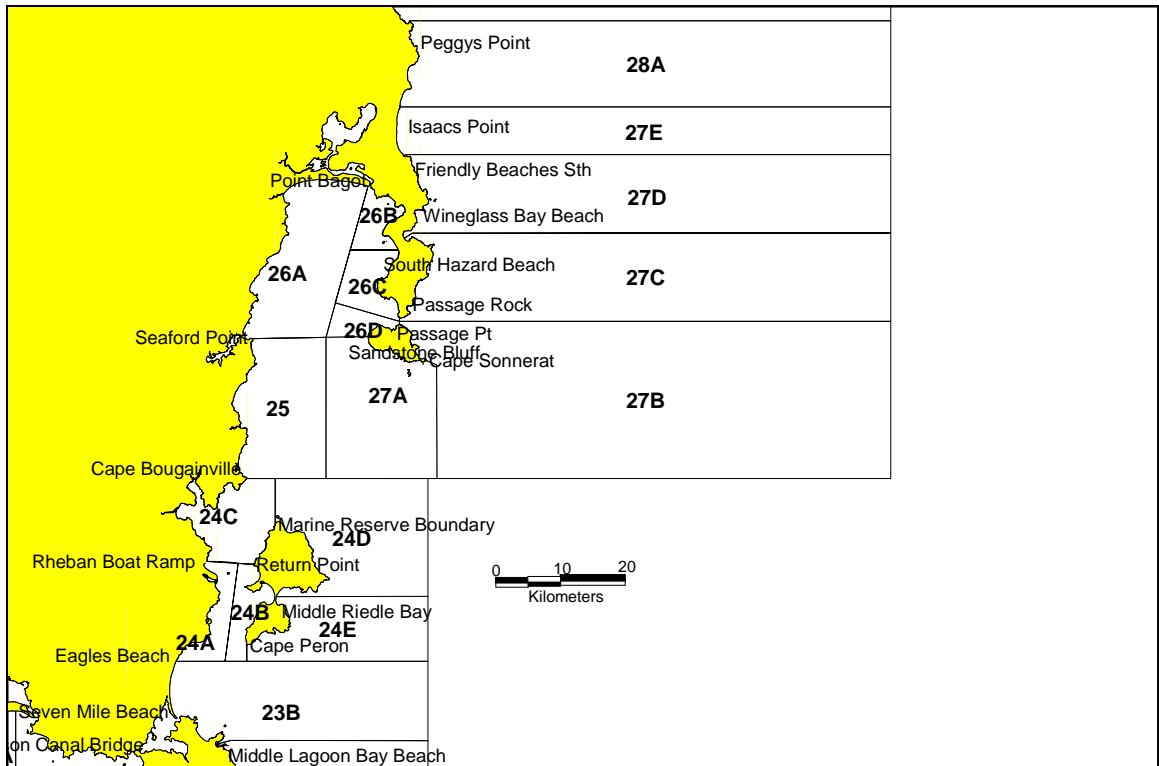 Peggys Point
28A
Isaacs Point
27E
Friendly Beaches Sth
Point Bagot
27D
26B
Wineglass Bay Beach
South Hazard Beach
26A
27C
26C
Passage Rock
26D
Passage Pt
Seaford Point
Sandstone Bluff
Cape Sonnerat
27A
27B
25
Cape Bougainville
24C
Marine Reserve Boundary
24D
Rheban Boat Ramp
Return Point
0 10 20
Kilometers
24B
Middle Riedle Bay
24E
24A
Cape Peron
Eagles Beach
Seven Mile Beach
23B
on Canal Bridge
Middle Lagoon Bay Beach